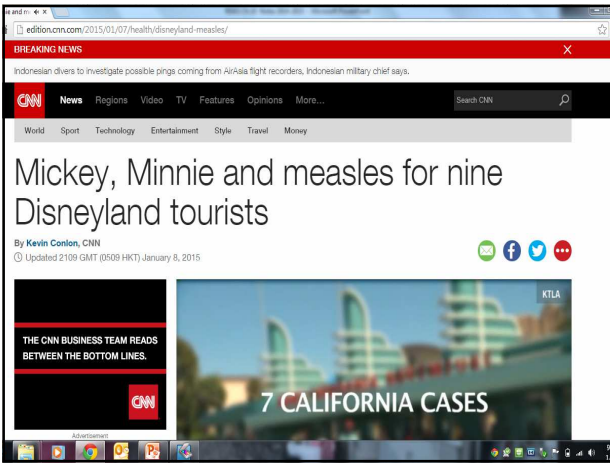 ie and m
edition.cnn.com/2015/01/07/health/disneyland-measles/
BREAKING NEWS X
Indonesian divers to investigate possible pings coming from AirAsia flight recorders, Indonesian military chief says.
CNN News Regions Video TV Features Opinions More... Search CNN
World Sport Technology Entertainment Style Travel Money
Mickey, Minnie and measles for nine
Disneyland tourists
By Kevin Conlon, CNN
Updated 2109 GMT (0509 HKT) January 8, 2015
KTLA
THE CNN BUSINESS TEAM READS
BETWEEN THE BOTTOM LINES.
CNN
7 CALIFORNIA CASES
Advertisement